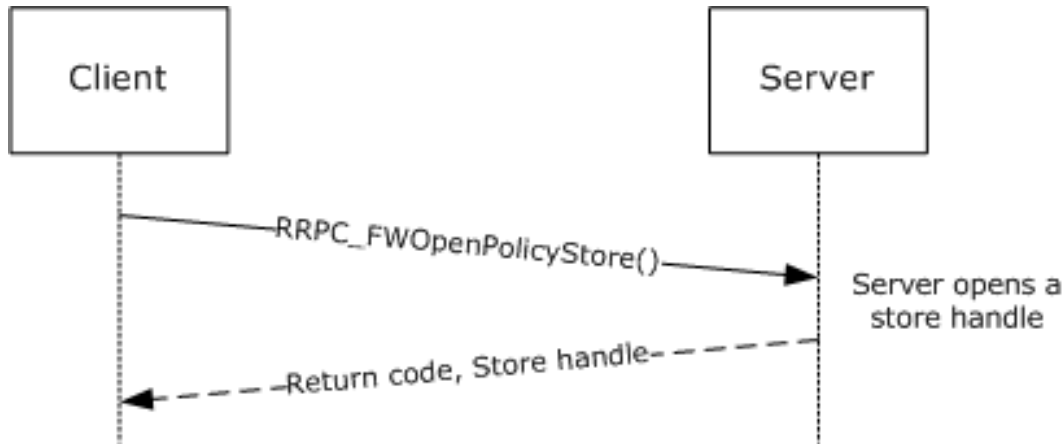 Client
Server
RRPC_FWOpenPolicyStore()
Server opens a
store handle
Return code, Store handle